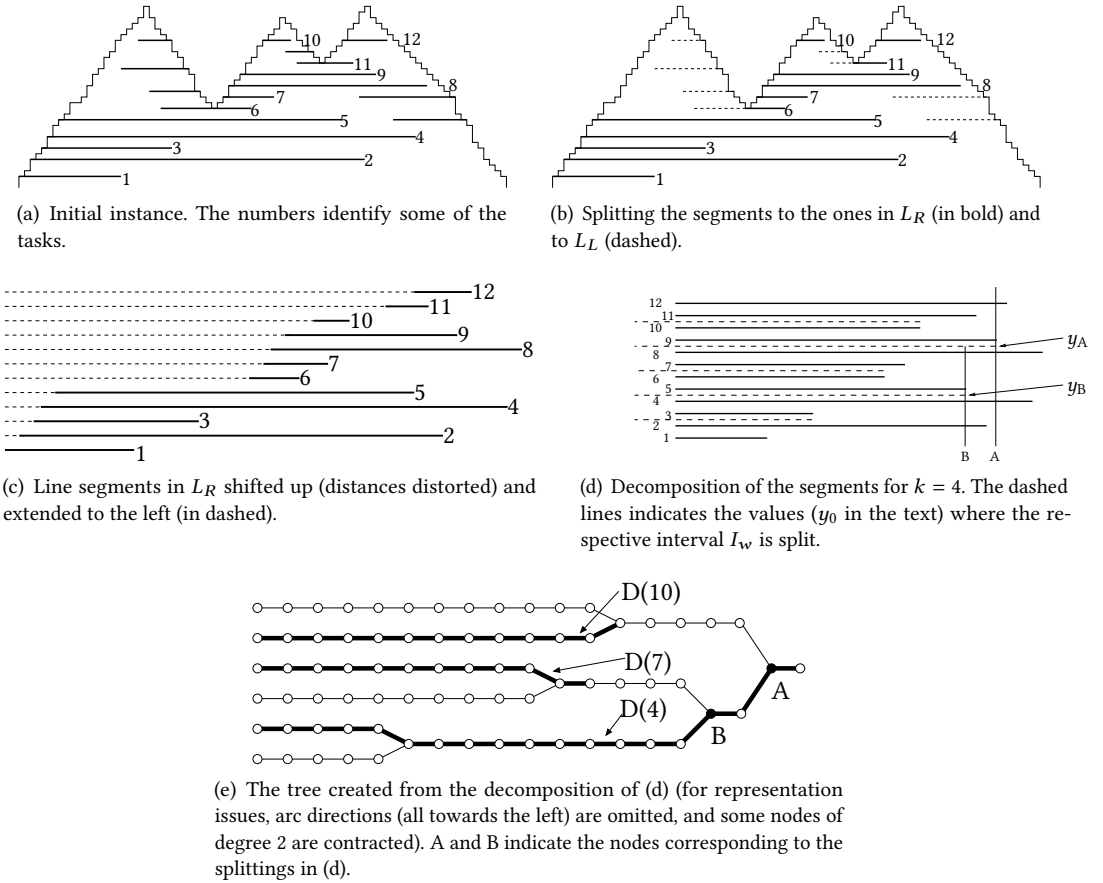 10
12
11
9
8
7
6
5
4
3
2
1
(a) Initial instance. The numbers identify some of the
tasks.
10
12
11
9
8
7
6
5
4
3
2
1
(b) Splitting the segments to the ones in L_R (in bold) and
to L_L (dashed).
12
11
10
9
8
7
6
5
4
3
2
1
(c) Line segments in L_R shifted up (distances distorted) and
extended to the left (in dashed).
12
11
10
9
y_A
8
7
6
5
y_B
4
3
2
1
B A
(d) Decomposition of the segments for k = 4. The dashed
lines indicates the values (y_0 in the text) where the re-
spective interval I_w is split.
D(10)
D(7)
A
D(4)
B
(e) The tree created from the decomposition of (d) (for representation
issues, arc directions (all towards the left) are omitted, and some nodes of
degree 2 are contracted). A and B indicate the nodes corresponding to the
splittings in (d).